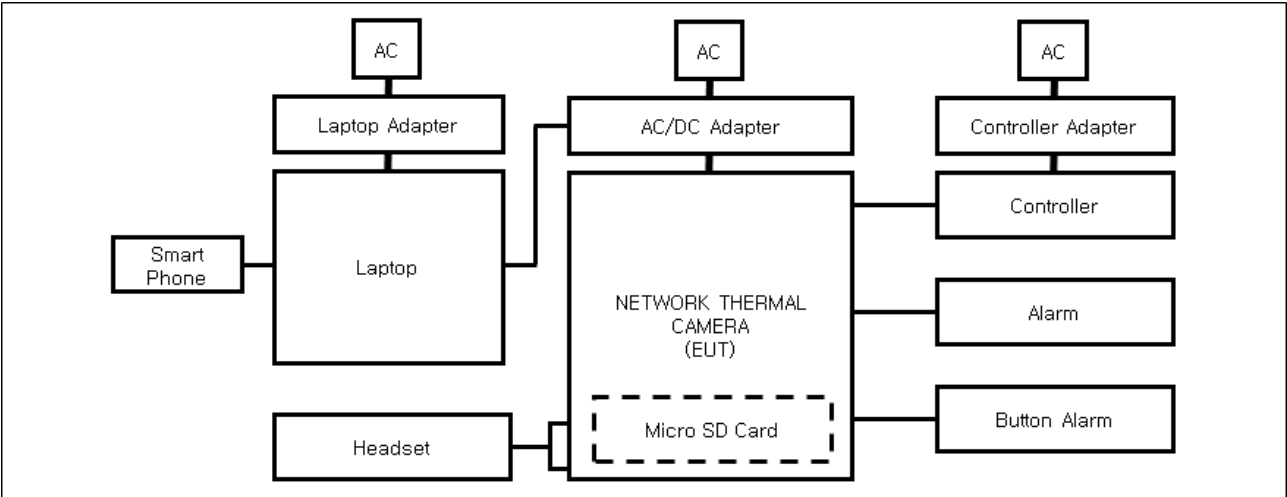 AC
AC
AC
Laptop Adapter
AC/DC Adapter
Controller Adapter
Controller
Smart
Phone
Laptop
NETWORK THERMAL
CAMERA
(EUT)
Alarm
Headset
Micro SD Card
Button Alarm